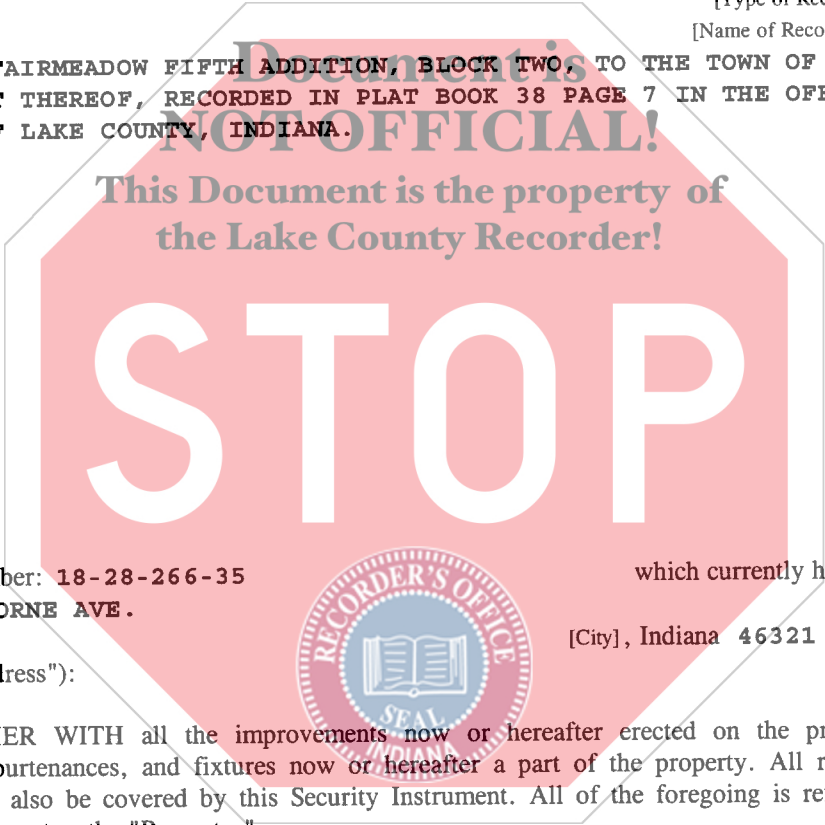 [Type of Rec
[Name of Reco
Document is
FAIRMEADOW FIFTH ADDITION, BLOCK TWO, TO THE TOWN OF
T THEREOF, RECORDED IN PLAT BOOK 38 PAGE 7 IN THE OFF
NOT OFFICIAL!
F LAKE COUNTY, INDIANA.
This Document is the property of
the Lake County Recorder!
STOP
ber: 18-28-266-35 which currently h
ORNE AVE.
[City], Indiana 46321
dress"):
RECORDER'S OFFICE
SEAL
INDIANA
ER WITH all the improvements now or hereafter erected on the pr
purtenances, and fixtures now or hereafter a part of the property. All r
also be covered by this Security Instrument. All of the foregoing is re